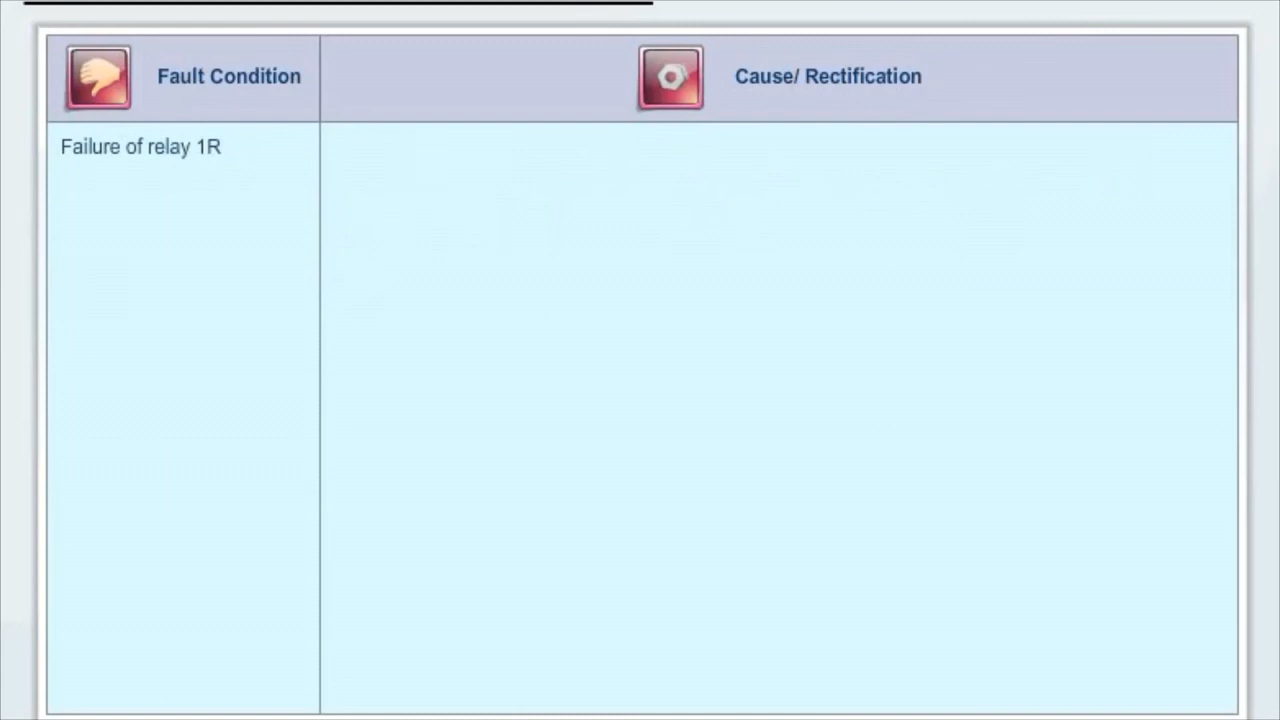 Fault Condition
Cause/ Rectification
Failure of relay 1R